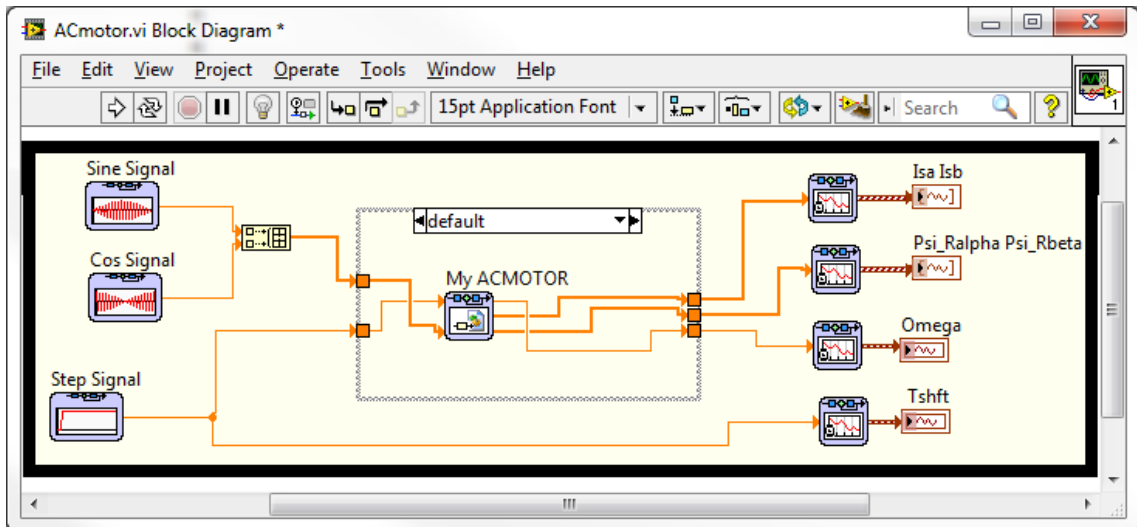 ACmotor.vi Block Diagram *
File Edit View Project Operate Tools Window Help
15pt Application Font
Search
1
Sine Signal
Isa Isb
default
Cos Signal
My ACMOTOR
Psi_Ralpha Psi_Rbeta
Omega
Step Signal
Tshft